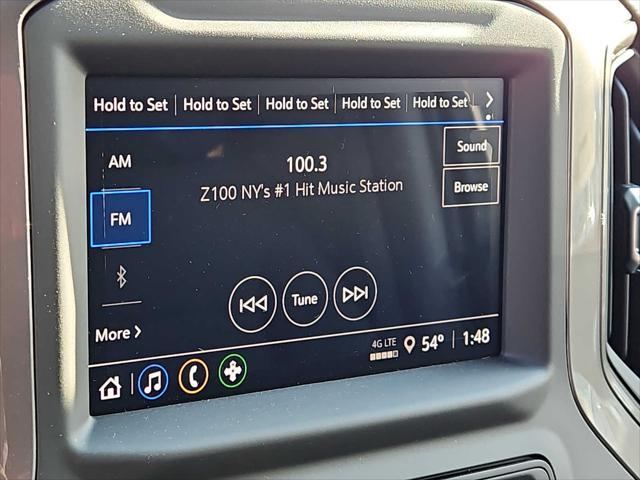 Hold to Set Hold to Set Hold to Set Hold to Set Hold to Set
AM
100.3
Sound
Z100 NY's #1 Hit Music Station
Browse
FM
Tune
More
4G LTE
54°
1:48